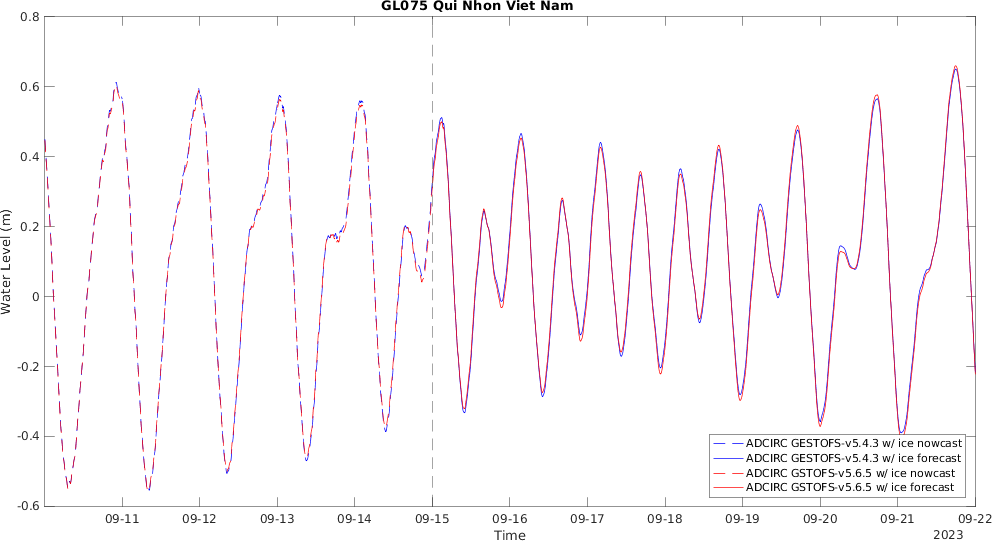 GL075 Qui Nhon Viet Nam
0.8
0.6
0.4
0.2
0
-0.2
-0.4
-0.6
Water Level (m)
ADCIRC GESTOFS-v5.4.3 w/ ice nowcast
ADCIRC GESTOFS-v5.4.3 w/ ice forecast
ADCIRC GSTOFS-v5.6.5 w/ ice nowcast
ADCIRC GSTOFS-v5.6.5 w/ ice forecast
09-11 09-12 09-13 09-14 09-15 09-16 09-17 09-18 09-19 09-20 09-21 09-22
Time
2023